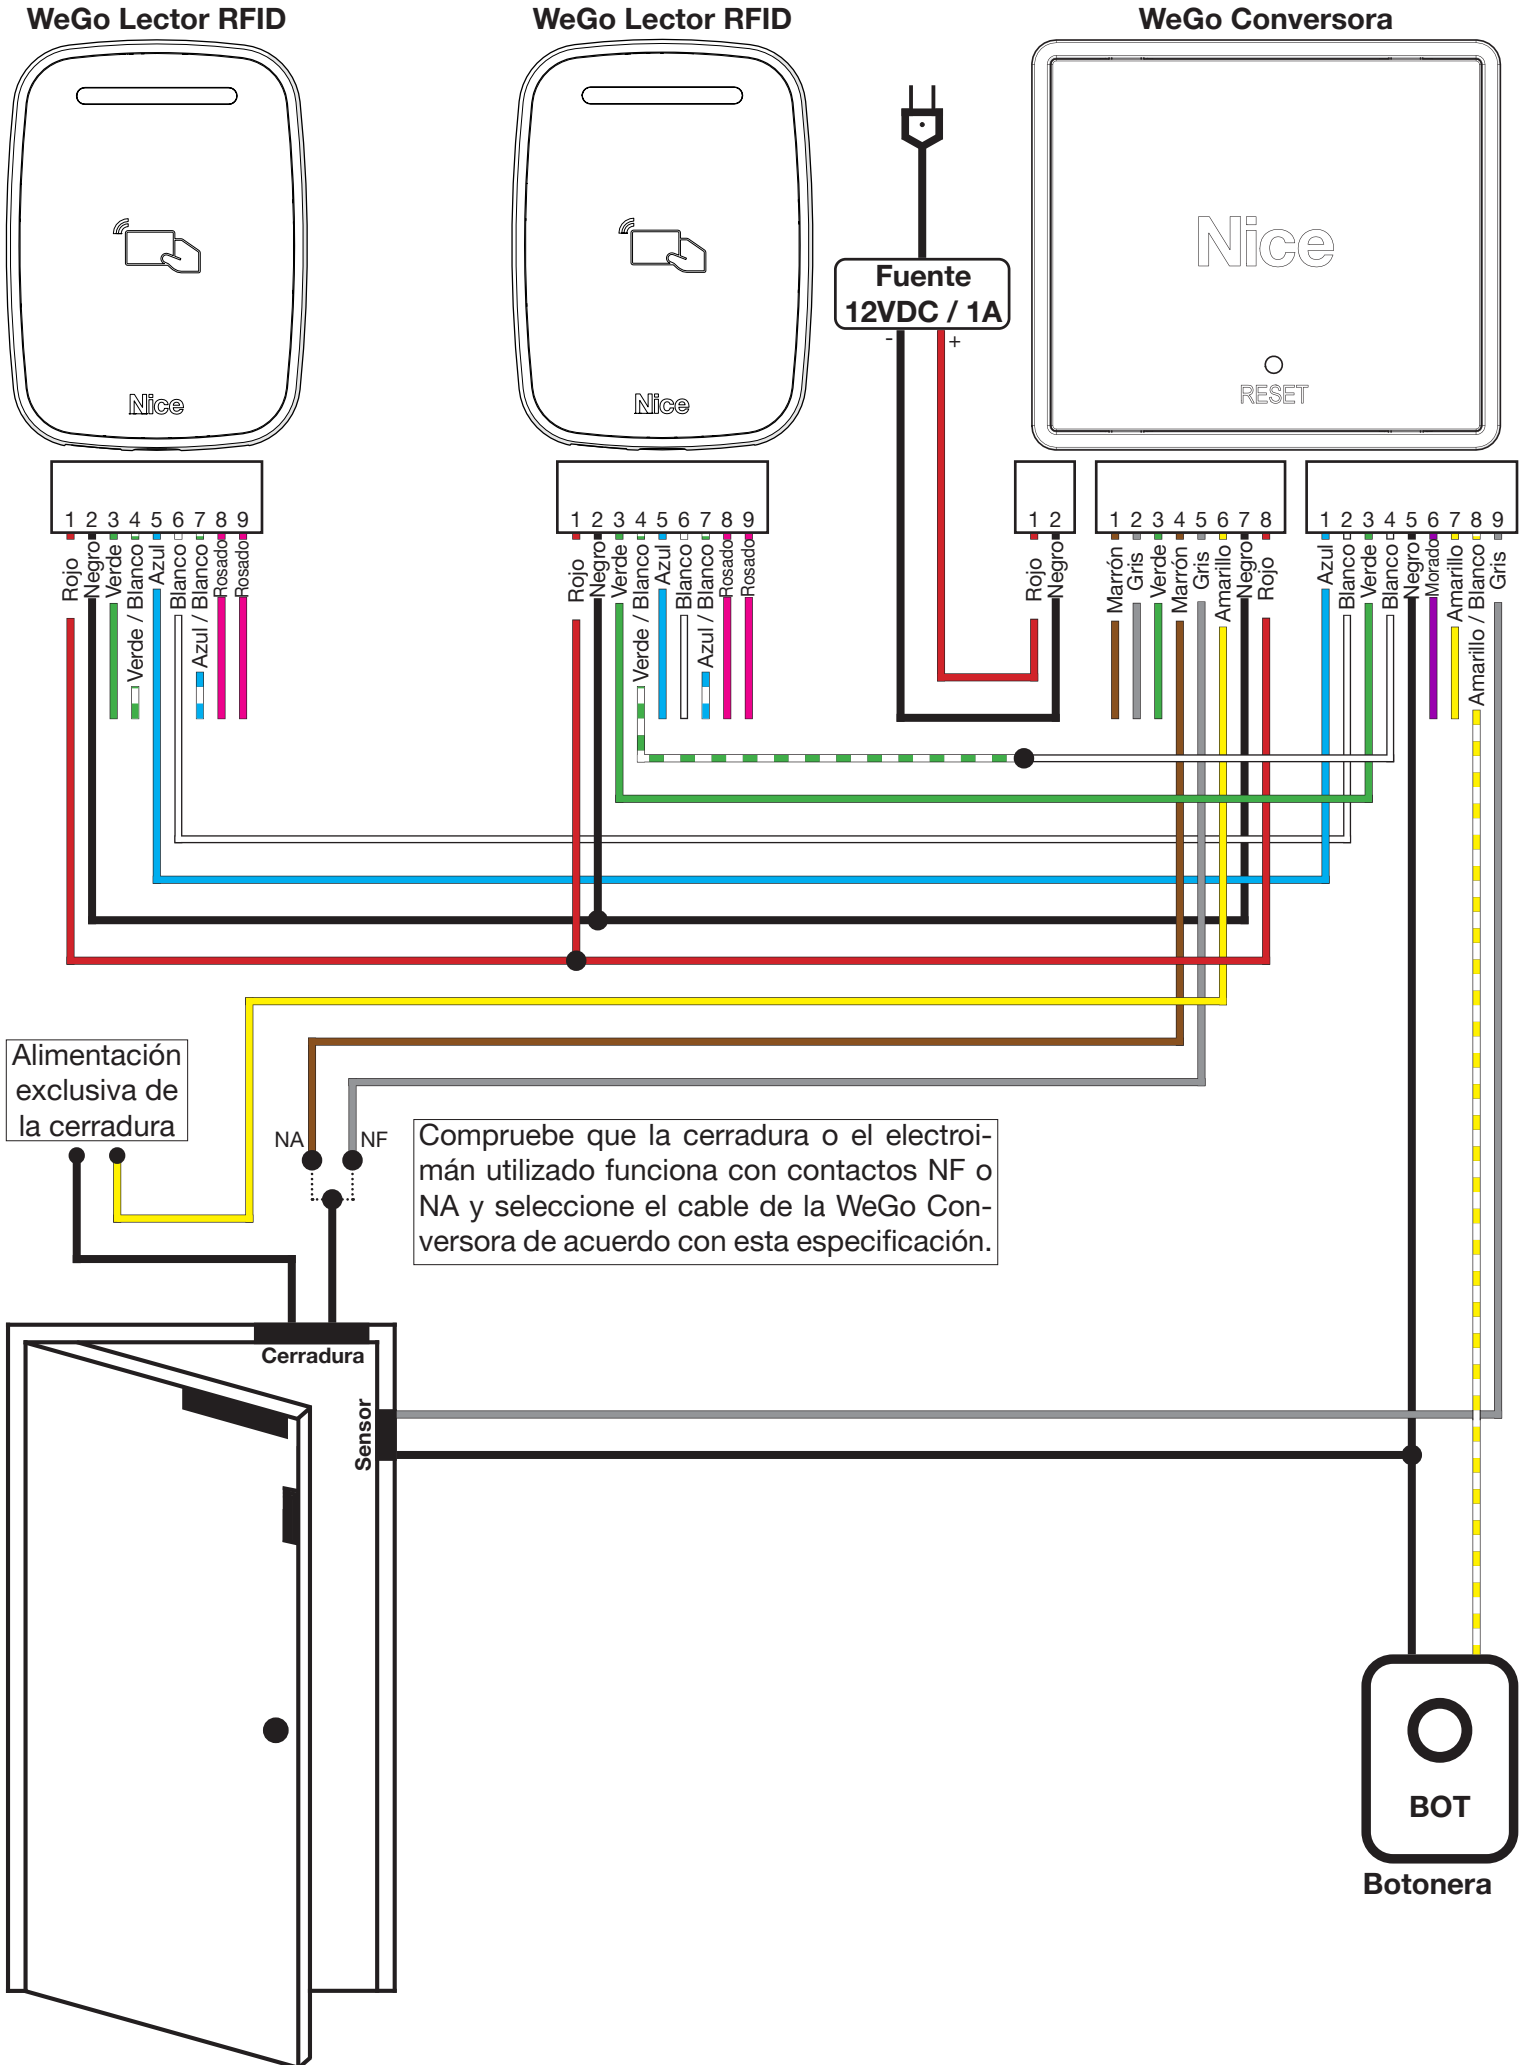 WeGo Lector RFID
WeGo Lector RFID
WeGo Conversora
Nice
Nice
Nice
RESET
Fuente
12VDC / 1A
-
+
1 2 3 4 5 6 7 8 9
Rojo
Negro
Verde
Verde / Blanco
Azul
Blanco
Azul / Blanco
Rosado
Rosado
1 2 3 4 5 6 7 8 9
Rojo
Negro
Verde
Verde / Blanco
Azul
Blanco
Azul / Blanco
Rosado
Rosado
1 2
Rojo
Negro
1 2 3 4 5 6 7 8
Marrón
Gris
Verde
Marrón
Gris
Amarillo
Negro
Rojo
1 2 3 4 5 6 7 8 9
Azul
Blanco
Verde
Blanco
Negro
Morado
Amarillo
Amarillo / Blanco
Gris
Alimentación
exclusiva de
la cerradura
NA
NF
Compruebe que la cerradura o el electroi-
mán utilizado funciona con contactos NF o
NA y seleccione el cable de la WeGo Con-
versora de acuerdo con esta especificación.
Cerradura
Sensor
BOT
Botonera